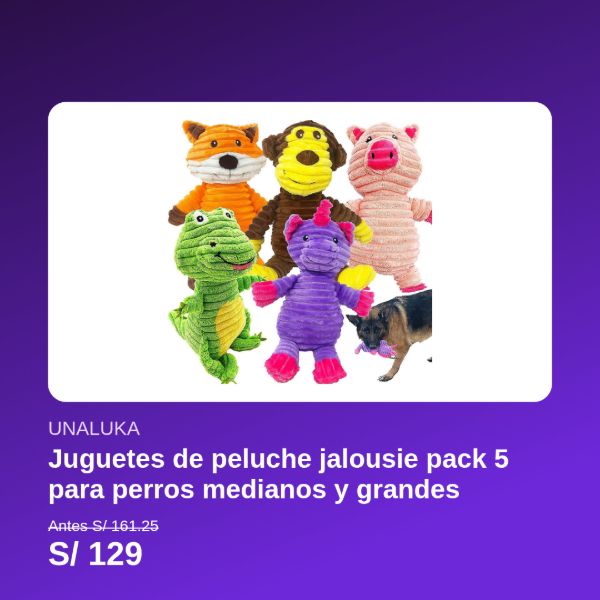 UNALUKA
Juguetes de peluche jalousie pack 5
para perros medianos y grandes
Antes S/ 161.25
S/ 129